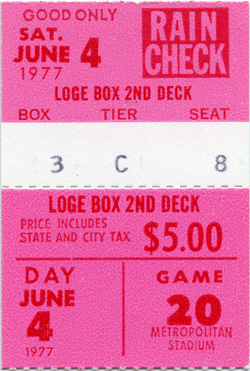 GOOD ONLY
SAT.
JUNE 4
1977
RAIN
CHECK
LOGE BOX 2ND DECK
BOX TIER SEAT
3 C 8
LOGE BOX 2ND DECK
PRICE INCLUDES
STATE AND CITY TAX
$5.00
DAY
JUNE
4
1977
GAME
20
METROPOLITAN
STADIUM